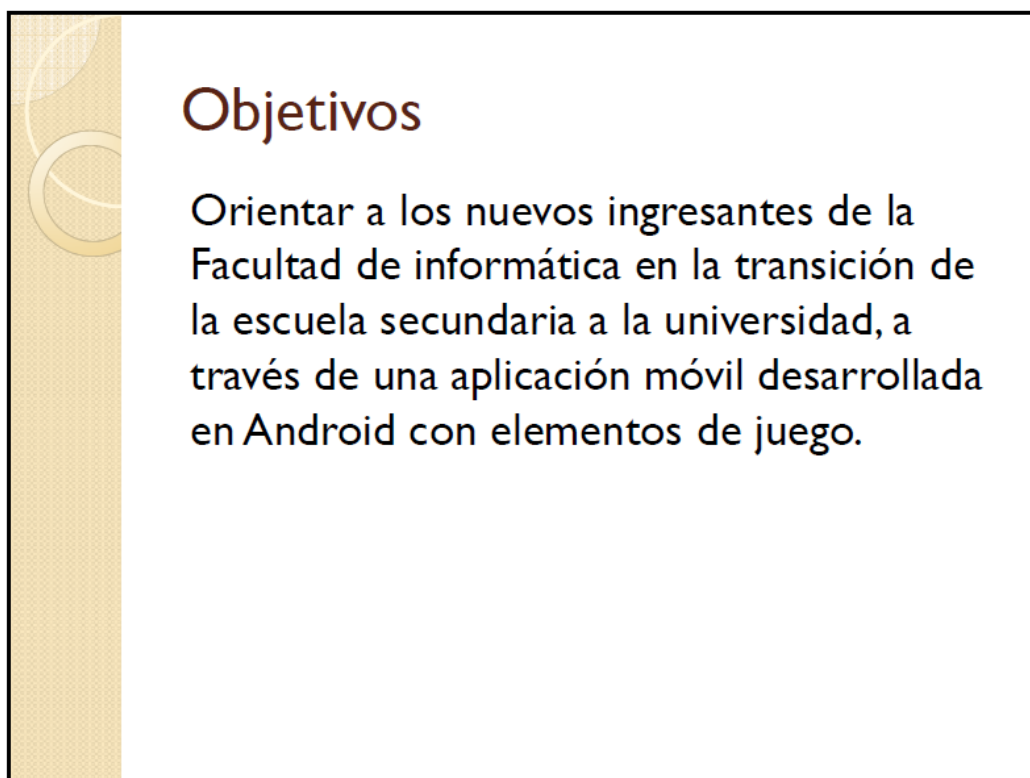 Objetivos
Orientar a los nuevos ingresantes de la
Facultad de informática en la transición de
la escuela secundaria a la universidad, a
través de una aplicación móvil desarrollada
en Android con elementos de juego.